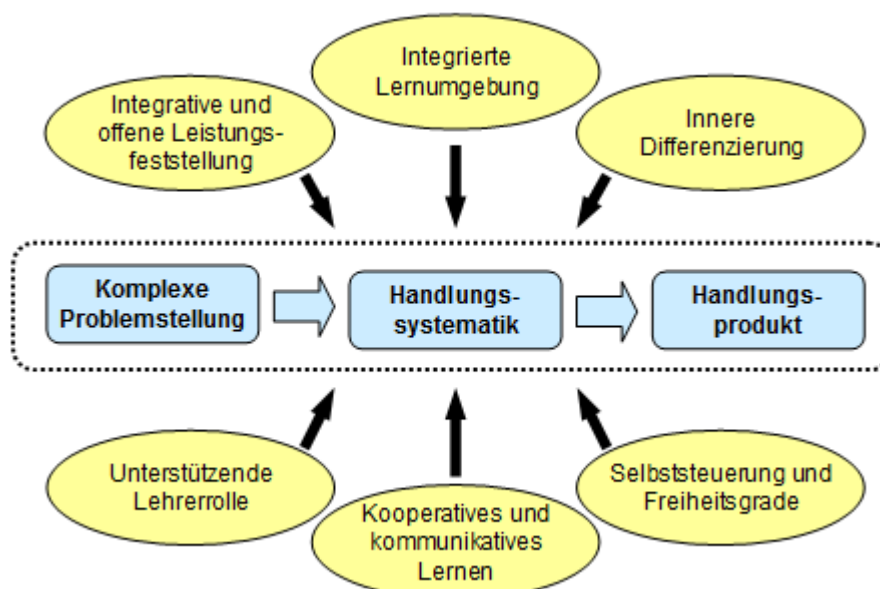 Integrative und
offene Leistungs-
feststellung
Integrierte
Lernumgebung
Innere
Differenzierung
Komplexe
Problemstellung
Handlungs-
systematik
Handlungs-
produkt
Unterstützende
Lehrerrolle
Kooperatives und
kommunikatives
Lernen
Selbststeuerung und
Freiheitsgrade